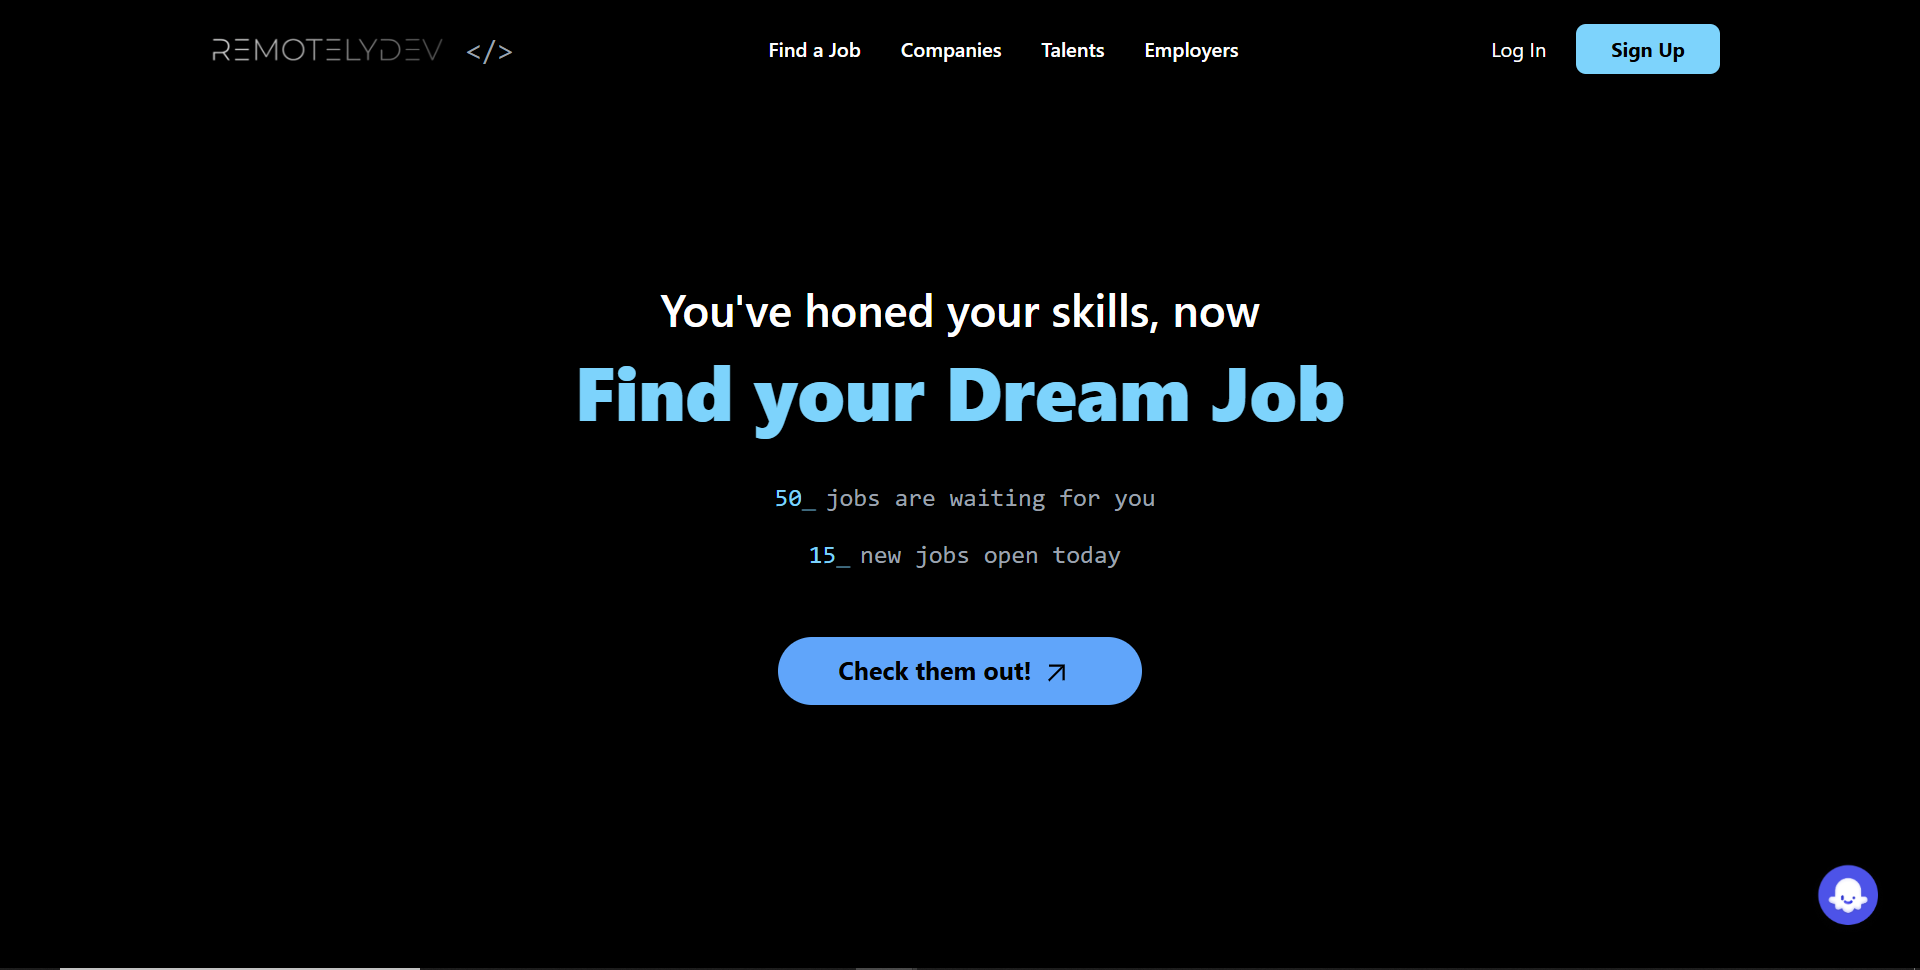 REMOTELYDEV </>
Find a Job Companies Talents Employers
Log In Sign Up
You've honed your skills, now
Find your Dream Job
50_ jobs are waiting for you
15_ new jobs open today
Check them out!